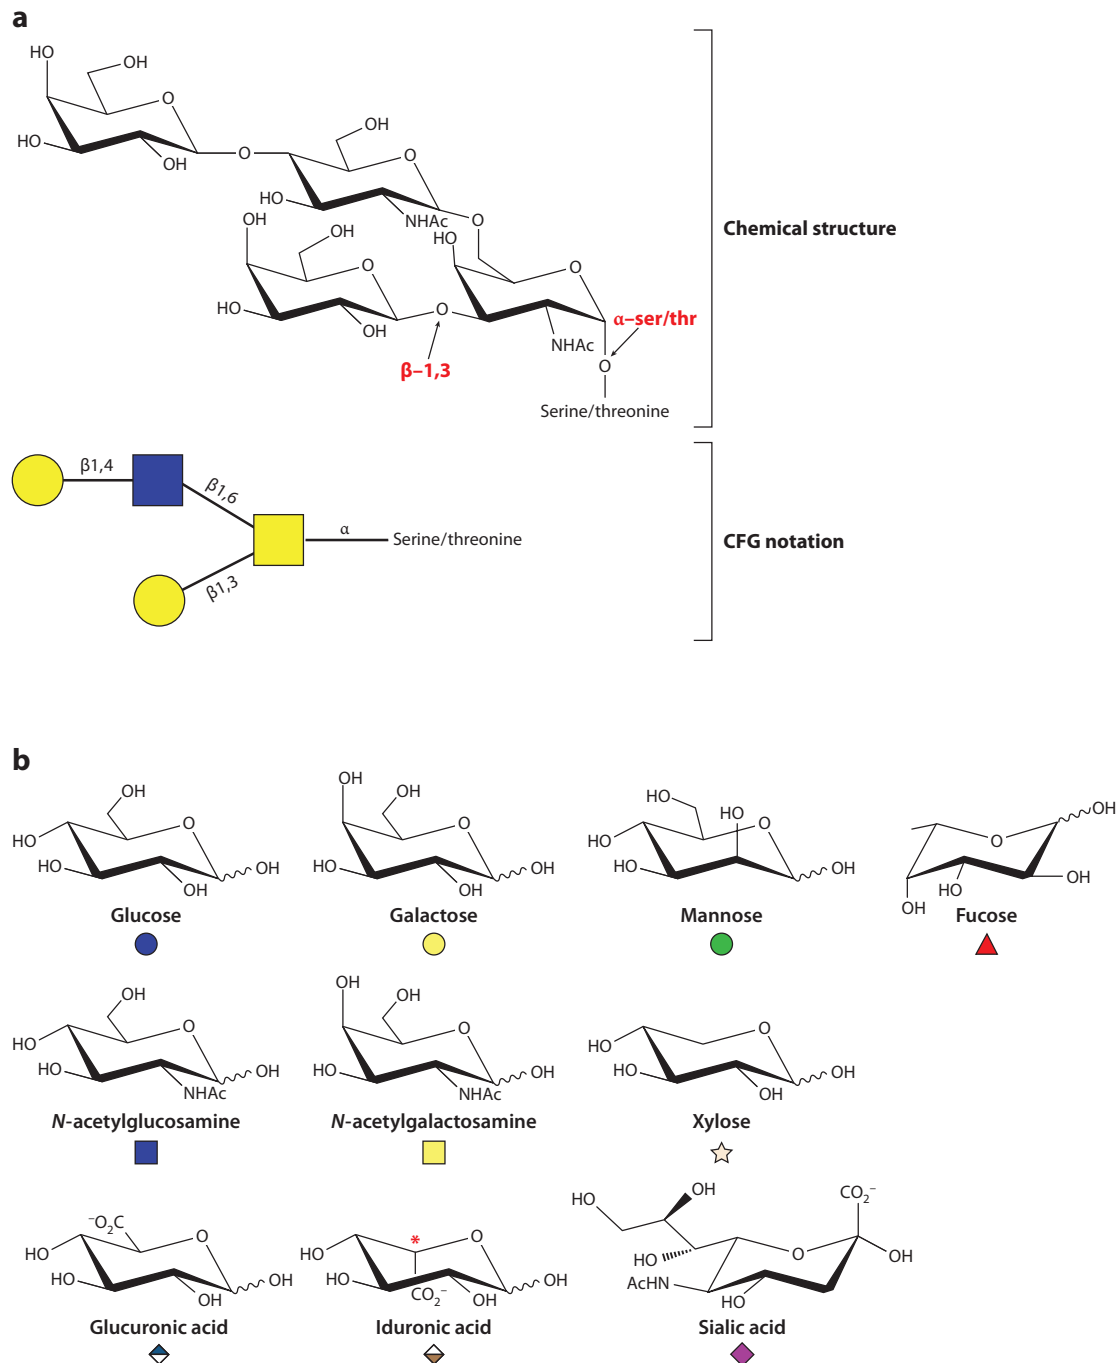 a
HO
OH
O
HO
OH
O
OH
O
HO
NHAc
O
OH
OH
O
HO
OH
O
HO
O
NHAc
α–ser/thr
β–1,3
O
Serine/threonine
Chemical structure
β1,4
β1,6
α
Serine/threonine
β1,3
CFG notation
b
OH
HO
O
HO
OH
OH
Glucose
OH
OH
O
HO
OH
OH
Galactose
HO
HO
O
HO
HO
OH
Mannose
OH
O
HO
OH
OH
Fucose
OH
HO
O
HO
NHAc
OH
N-acetylglucosamine
OH
OH
O
HO
NHAc
OH
N-acetylgalactosamine
O
HO
HO
OH
OH
Xylose
⁻O₂C
O
HO
HO
OH
OH
Glucuronic acid
*
O
HO
HO
CO₂⁻
OH
OH
Iduronic acid
HO
OH
CO₂⁻
HO
O
OH
AcHN
HO
Sialic acid